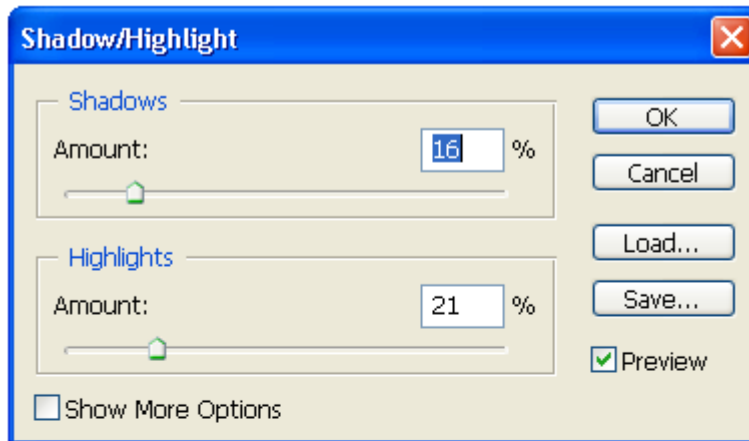 Shadow/Highlight
Shadows
Amount: 16 %
Highlights
Amount: 21 %
Show More Options
OK
Cancel
Load...
Save...
Preview